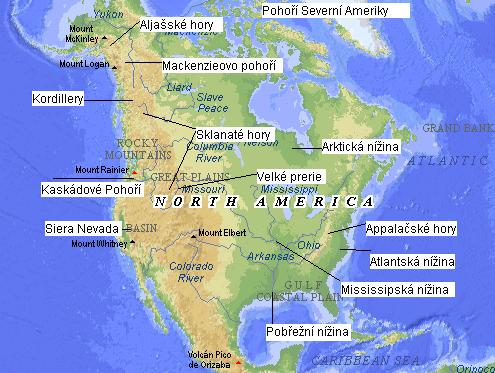 Pohoří Severní Ameriky
Yukon
Aljašské hory
Mount
McKinley
Mackenzie
Mount Logan
Mackenzieovo pohoří
Liard
Kordillery
Slave
Peace
Sklanaté hory
Nelson
GRAND BANK
ROCKY
MOUNTAINS
Columbia
River
Arktická nížina
ATLANTIC
Mount Rainier
GREAT PLAINS
Velké prerie
Kaskádové Pohoří
Missouri
Mississippi
NORTH AMERICA
Siera Nevada
BASIN
Mount Elbert
Appalačské hory
Mount Whitney
Ohio
Arkansas
Atlantská nížina
Colorado
River
GULF
COASTAL PLAIN
Mississipská nížina
Pobřežní nížina
Volcán Pico
de Orizaba
CARIBBEAN SEA
Orinoco